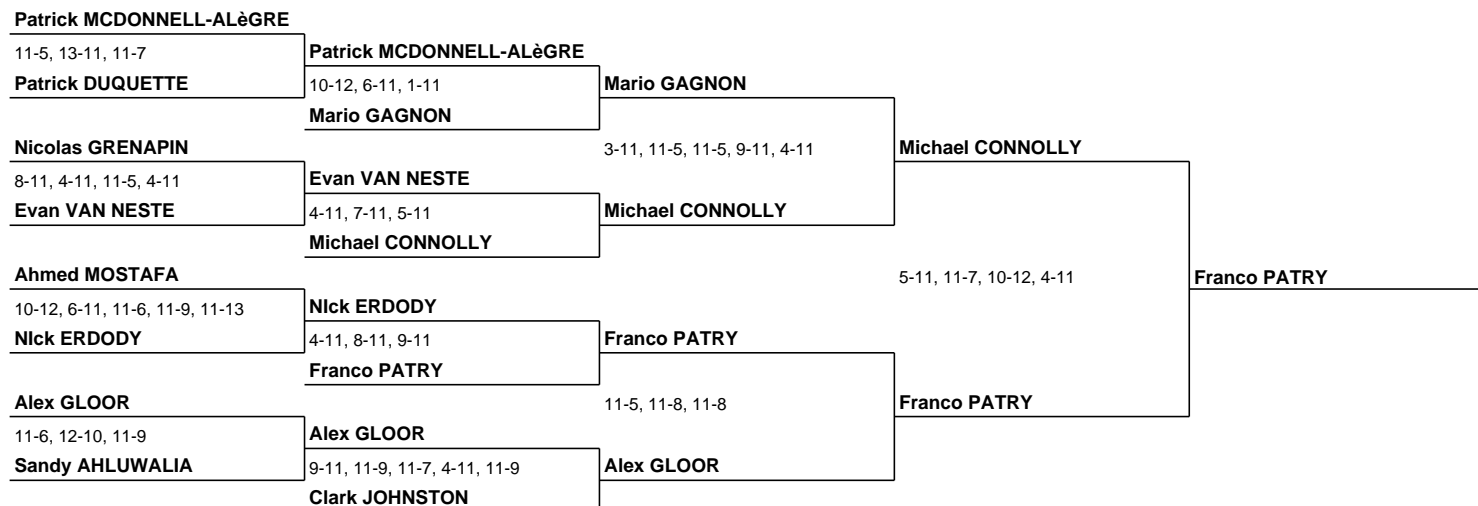 Patrick MCDONNELL-ALèGRE
11-5, 13-11, 11-7
Patrick MCDONNELL-ALèGRE
Patrick DUQUETTE
10-12, 6-11, 1-11
Mario GAGNON
Mario GAGNON
Nicolas GRENAPIN
3-11, 11-5, 11-5, 9-11, 4-11
Michael CONNOLLY
8-11, 4-11, 11-5, 4-11
Evan VAN NESTE
Evan VAN NESTE
4-11, 7-11, 5-11
Michael CONNOLLY
Michael CONNOLLY
Ahmed MOSTAFA
5-11, 11-7, 10-12, 4-11
Franco PATRY
10-12, 6-11, 11-6, 11-9, 11-13
NIck ERDODY
NIck ERDODY
4-11, 8-11, 9-11
Franco PATRY
Franco PATRY
Alex GLOOR
11-5, 11-8, 11-8
Franco PATRY
11-6, 12-10, 11-9
Alex GLOOR
Sandy AHLUWALIA
9-11, 11-9, 11-7, 4-11, 11-9
Alex GLOOR
Clark JOHNSTON